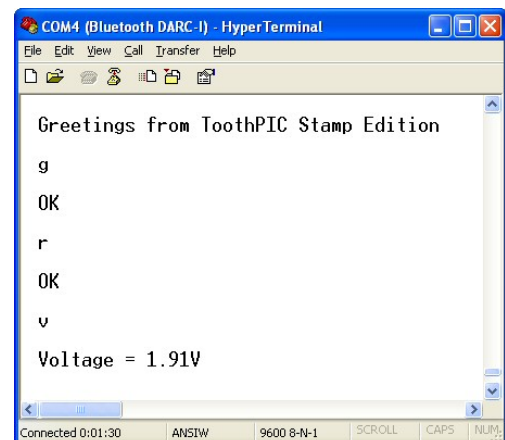 COM4 (Bluetooth DARC-I) - HyperTerminal
File Edit View Call Transfer Help
Greetings from ToothPIC Stamp Edition
g
OK
r
OK
v
Voltage = 1.91V
Connected 0:01:30 ANSIW 9600 8-N-1 SCROLL CAPS NUM